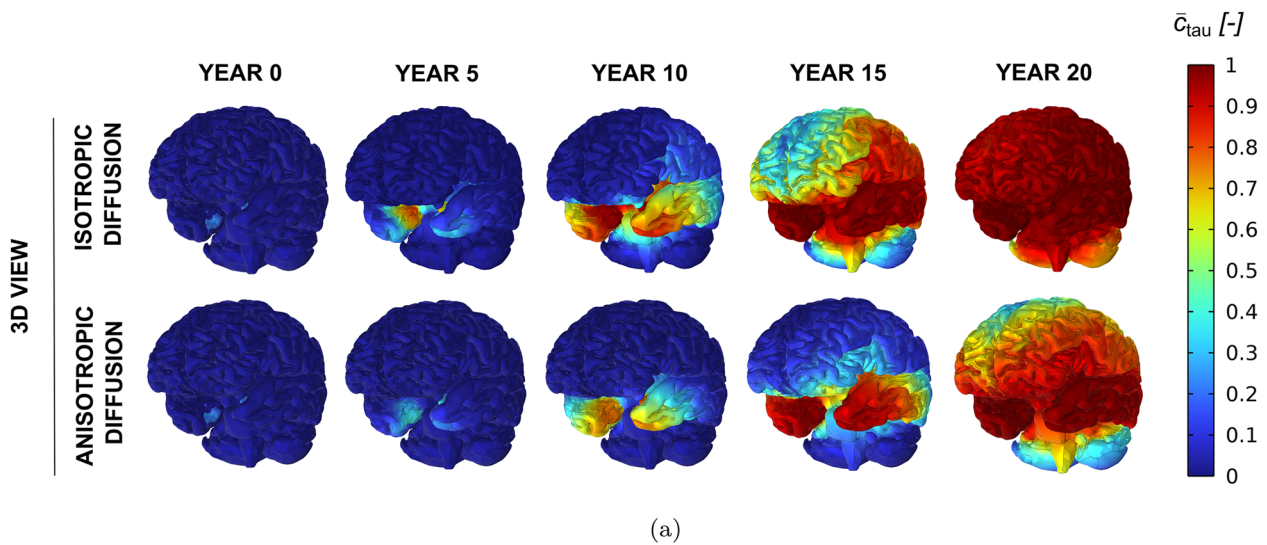 c̄tau [-]
YEAR 0 YEAR 5 YEAR 10 YEAR 15 YEAR 20
3D VIEW
ISOTROPIC
DIFFUSION
ANISOTROPIC
DIFFUSION
1
0.9
0.8
0.7
0.6
0.5
0.4
0.3
0.2
0.1
0
(a)